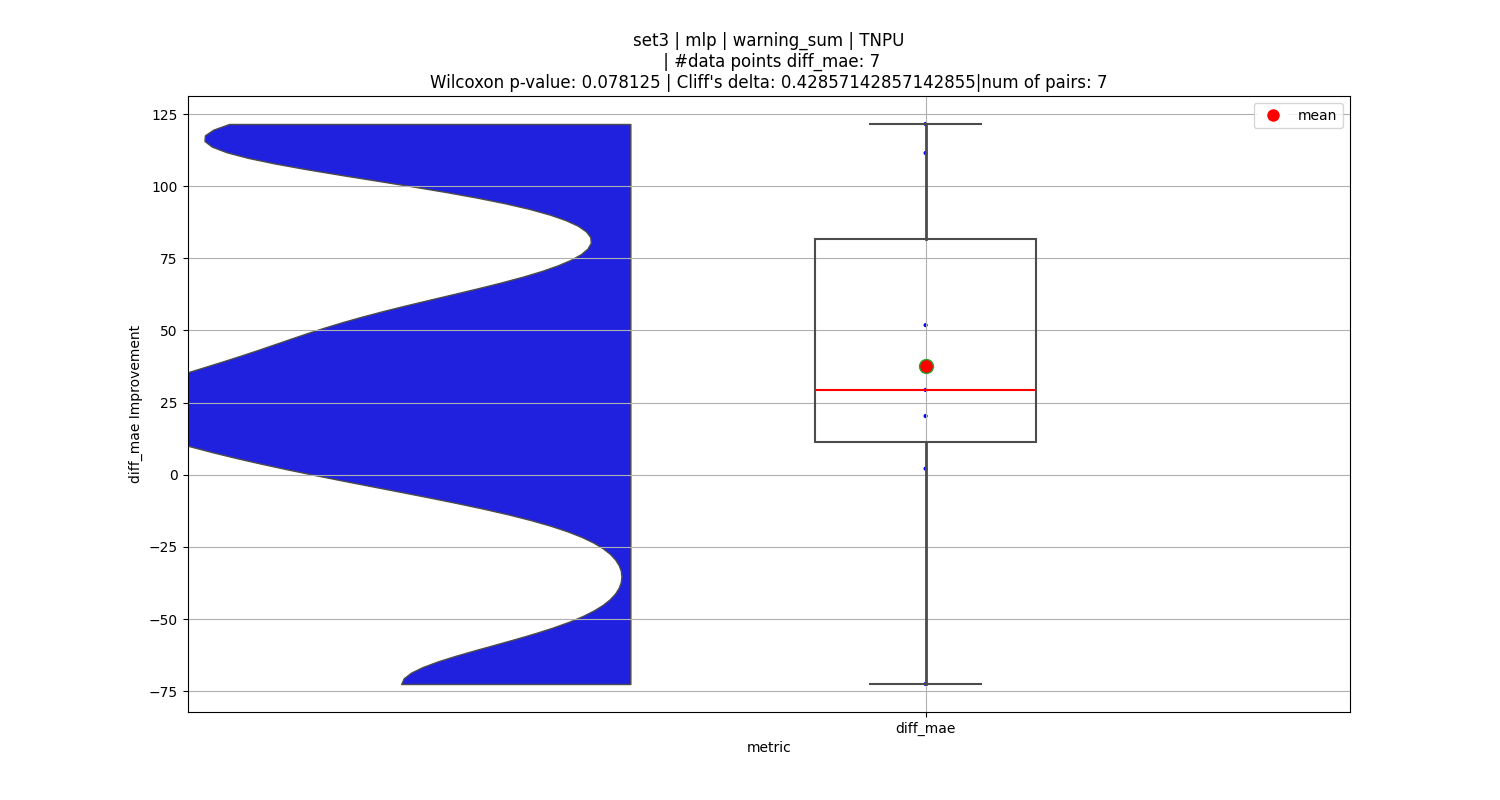 set3 | mlp | warning_sum | TNPU
| #data points diff_mae: 7
Wilcoxon p-value: 0.078125 | Cliff's delta: 0.42857142857142855|num of pairs: 7
mean
125
100
75
50
25
0
−25
−50
−75
diff_mae Improvement
diff_mae
metric